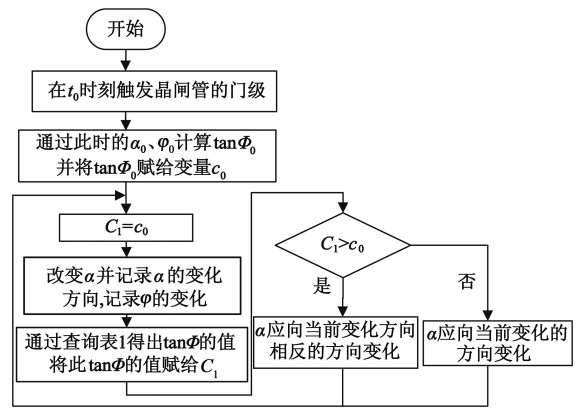 开始
在t₀时刻触发晶闸管的门级
通过此时的α₀、φ₀计算tanΦ₀
并将tanΦ₀赋给变量c₀
C₁=c₀
改变α并记录α的变化
方向,记录φ的变化
通过查询表1得出tanΦ的值
将此tanΦ的值赋给C₁
C₁>c₀
是
否
α应向当前变化方向
相反的方向变化
α应向当前变化的
方向变化